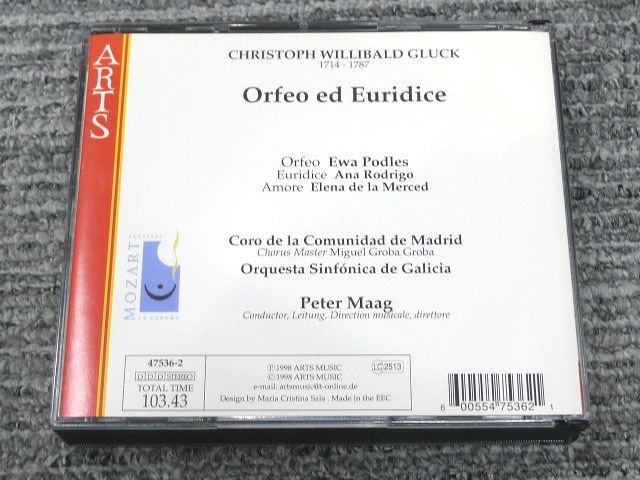 ARTS
CHRISTOPH WILLIBALD GLUCK
1714 - 1787
Orfeo ed Euridice
Orfeo Ewa Podles
Euridice Ana Rodrigo
Amore Elena de la Merced
FESTIVAL
MOZART
LA CORUÑA
Coro de la Comunidad de Madrid
Chorus Master Miguel Groba Groba
Orquesta Sinfónica de Galicia
Peter Maag
Conductor, Leitung, Direction musicale, direttore
47536-2
DDD STEREO
TOTAL TIME
103.43
℗ 1998 ARTS MUSIC
© 1998 ARTS MUSIC
e-mail: artsmusic@t-online.de
Design by Maria Cristina Sala . Made in the EEC
LC 2513
6 00554 75362 1